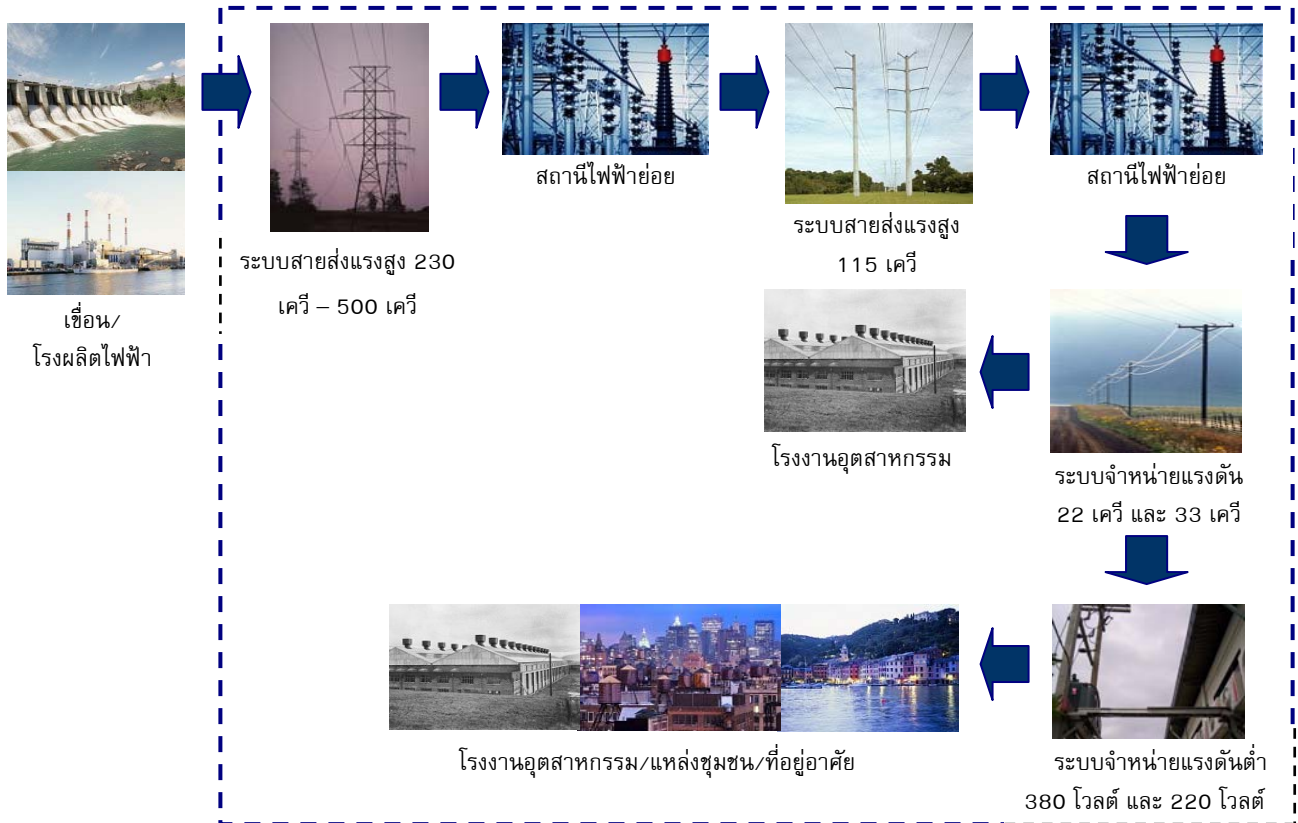 เขื่อน/
โรงผลิตไฟฟ้า
ระบบสายส่งแรงสูง 230
เควี – 500 เควี
สถานีไฟฟ้าย่อย
ระบบสายส่งแรงสูง
115 เควี
สถานีไฟฟ้าย่อย
โรงงานอุตสาหกรรม
ระบบจำหน่ายแรงดัน
22 เควี และ 33 เควี
โรงงานอุตสาหกรรม/แหล่งชุมชน/ที่อยู่อาศัย
ระบบจำหน่ายแรงดันต่ำ
380 โวลต์ และ 220 โวลต์